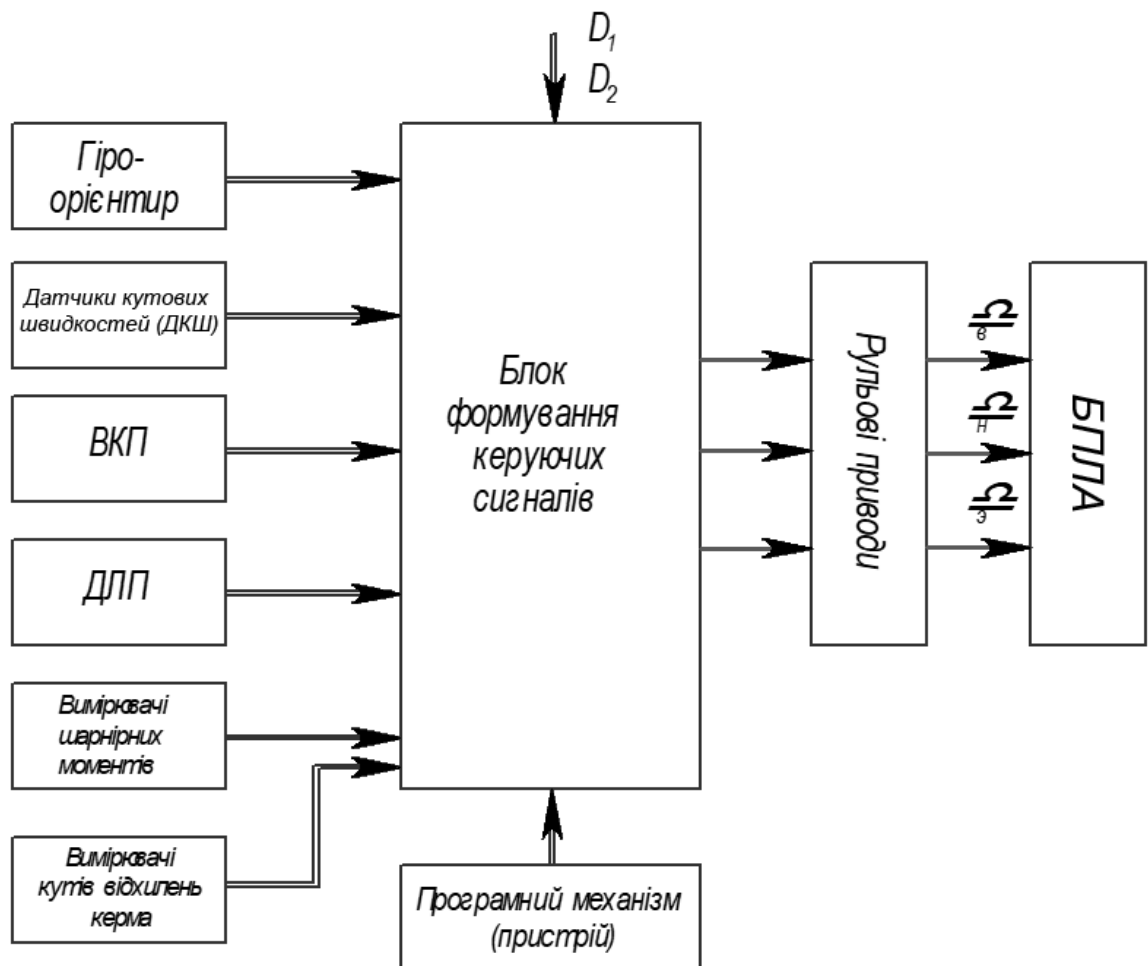 D1
D2
Гіро-
орієнтир
Датчики кутових
швидкостей (ДКШ)
ВКП
ДЛП
Вимірювачі
шарнірних
моментів
Вимірювачі
кутів відхилень
керма
Блок
формування
керуючих
сигналів
Програмний механізм
(пристрій)
Рульові приводи
в
н
э
БПЛА